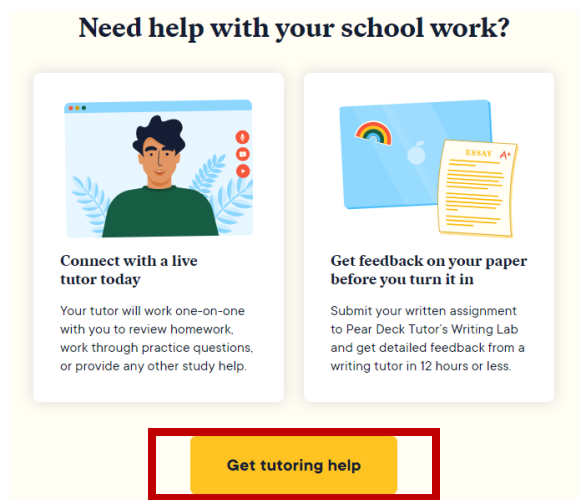 Need help with your school work?
ESSAY A+
Connect with a live
tutor today
Your tutor will work one-on-one
with you to review homework,
work through practice questions,
or provide any other study help.
Get feedback on your paper
before you turn it in
Submit your written assignment
to Pear Deck Tutor's Writing Lab
and get detailed feedback from a
writing tutor in 12 hours or less.
Get tutoring help